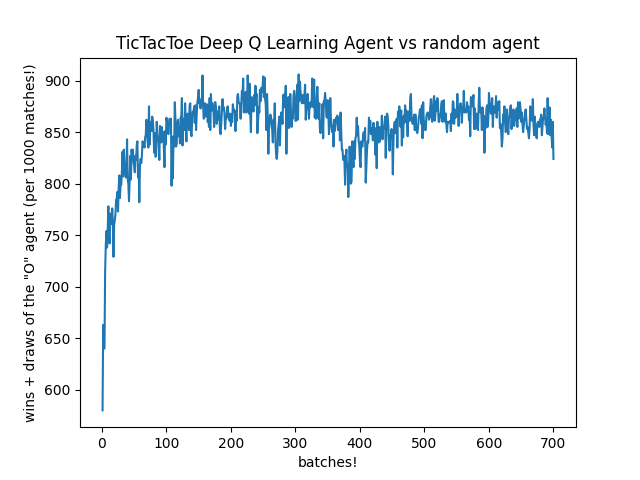 TicTacToe Deep Q Learning Agent vs random agent
wins + draws of the "O" agent (per 1000 matches!)
900
850
800
750
700
650
600
0 100 200 300 400 500 600 700
batches!